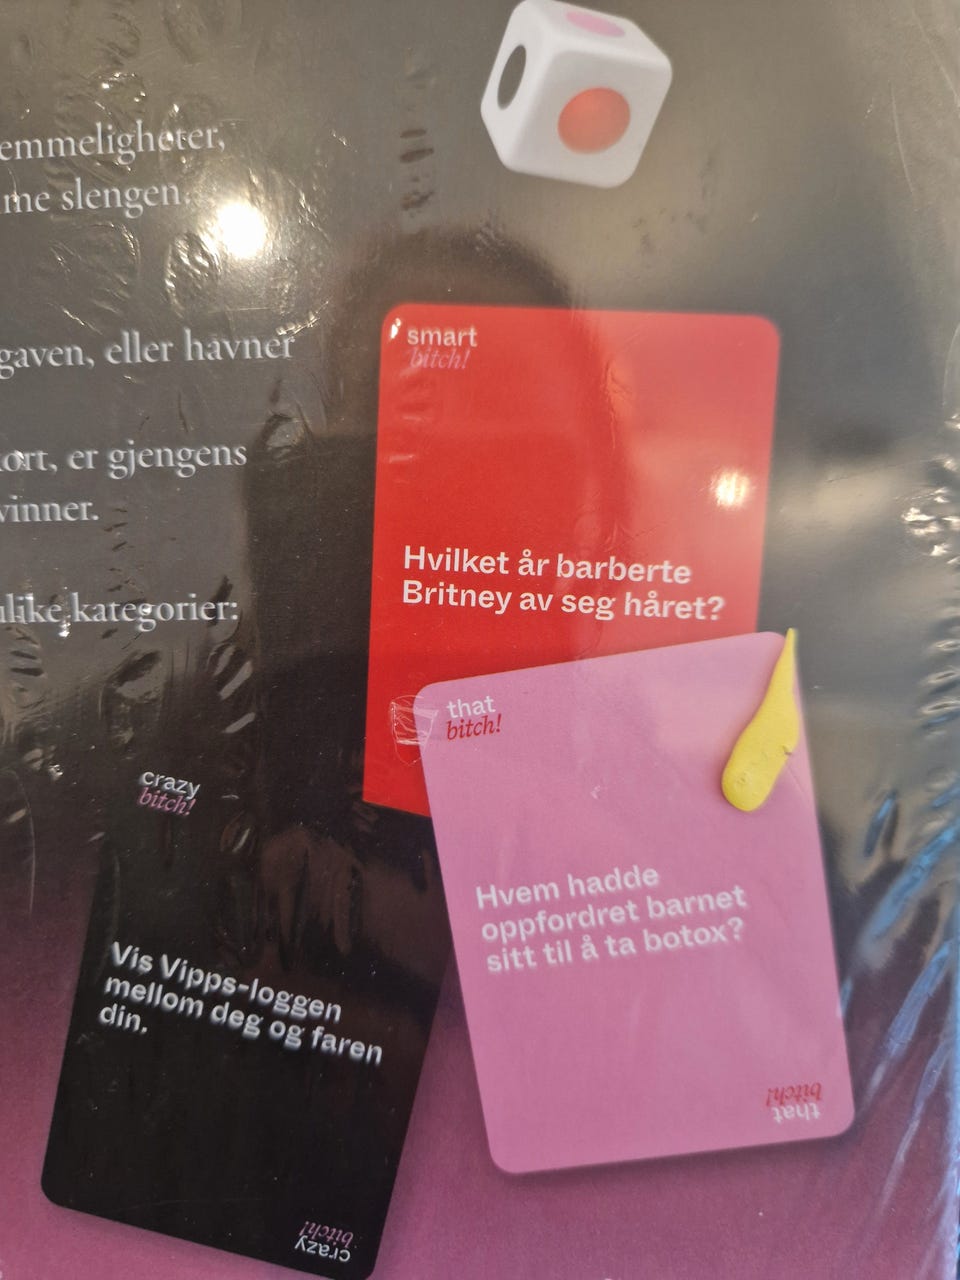 emmeligheter,
me slengen.
gaven, eller havner
kort, er gjengens
vinner.
ulike kategorier:
smart
bitch!
Hvilket år barberte
Britney av seg håret?
that
bitch!
Hvem hadde
oppfordret barnet
sitt til å ta botox?
that
bitch!
crazy
bitch!
Vis Vipps-loggen
mellom deg og faren
din.
crazy
bitch!